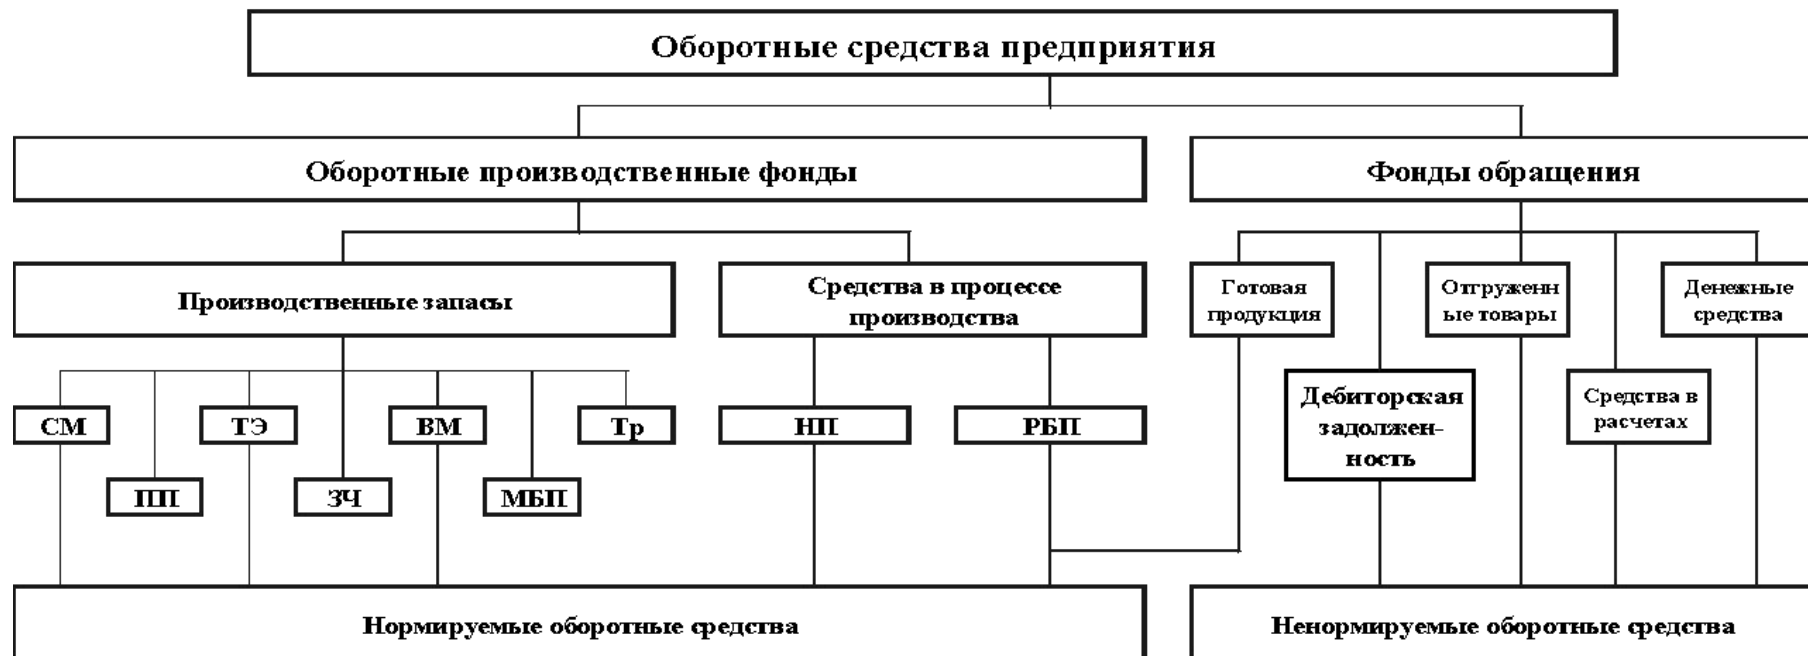 Оборотные средства предприятия
Оборотные производственные фонды
Фонды обращения
Производственные запасы
Средства в процессе
производства
Готовая
продукция
Отгруженн
ые товары
Денежные
средства
Дебиторская
задолжен-
ность
Средства в
расчетах
СМ
ТЭ
ВМ
Тр
НП
РБП
ПП
ЗЧ
МБП
Нормируемые оборотные средства
Ненормируемые оборотные средства